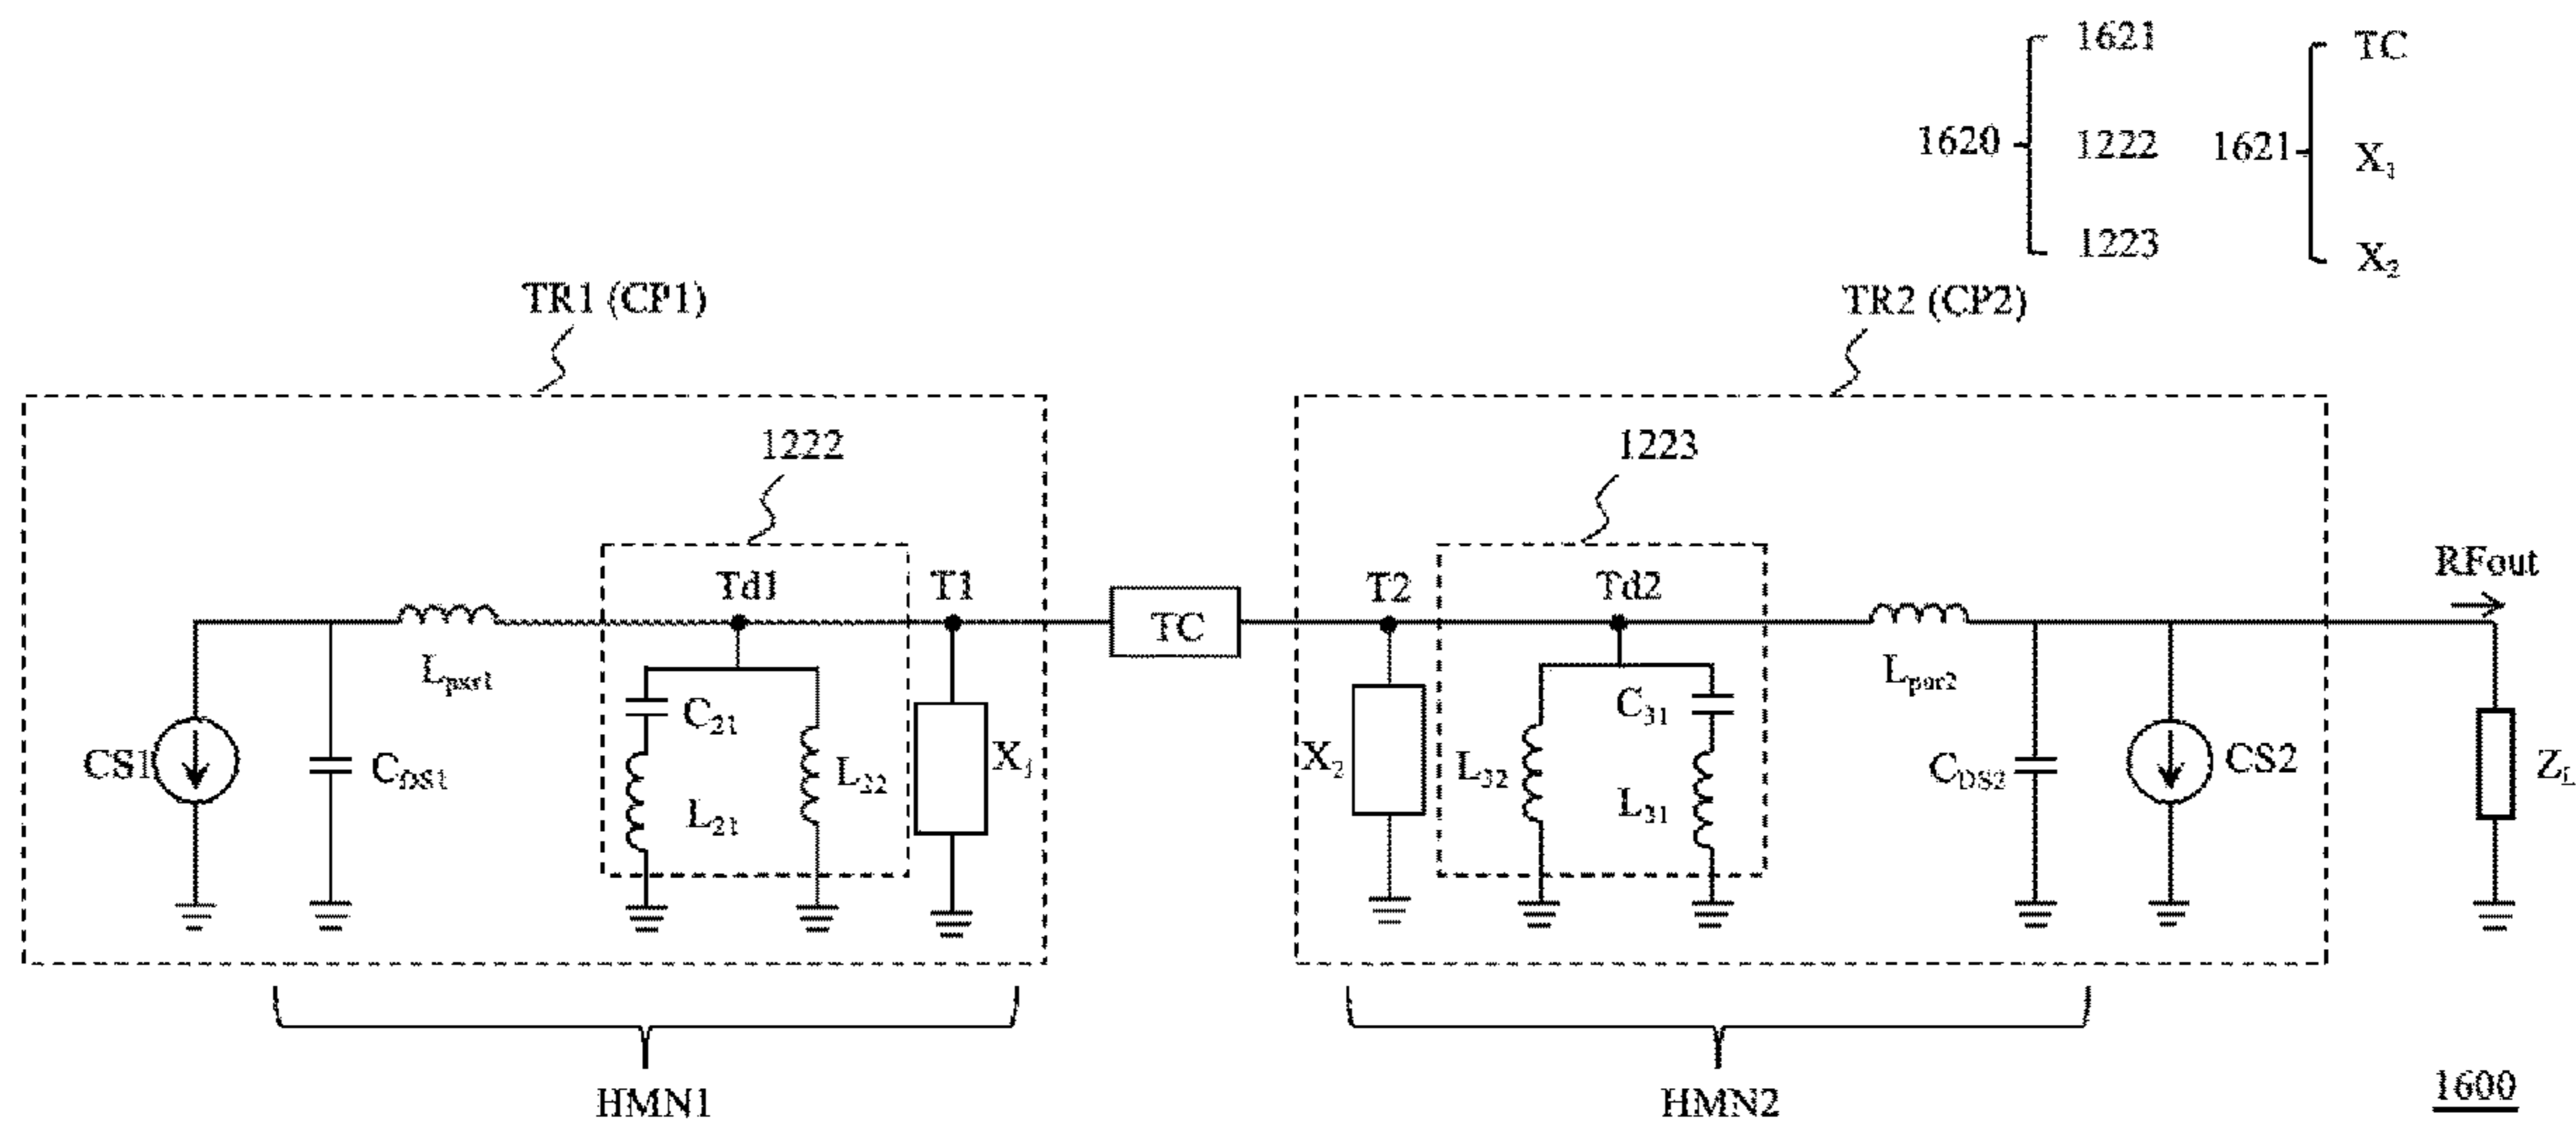 1621
TC
1620
1222
1621
X₁
1223
X₂
TR1 (CP1)
TR2 (CP2)
1222
1223
Td1
T1
TC
T2
Td2
RFout
Lpar1
Lpar2
CS1
CDS1
C21
L21
L22
X1
X2
L32
C31
L31
CDS2
CS2
ZL
HMN1
HMN2
1600